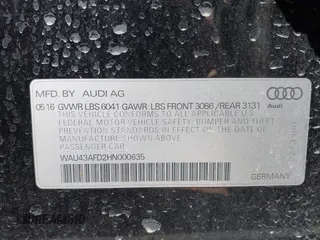 MFD. BY AUDI AG
0516 GVWR LBS 6041 GAWR LBS FRONT 3086 / REAR 3131
THIS VEHICLE CONFORMS TO ALL APPLICABLE U.S.
FEDERAL MOTOR VEHICLE SAFETY, BUMPER, AND
THEFT PREVENTION STANDARDS IN EFFECT ON THE DATE
OF MANUFACTURE SHOWN ABOVE
PASSENGER CAR
WAU43AFD2HN000635
GERMANY
Audi